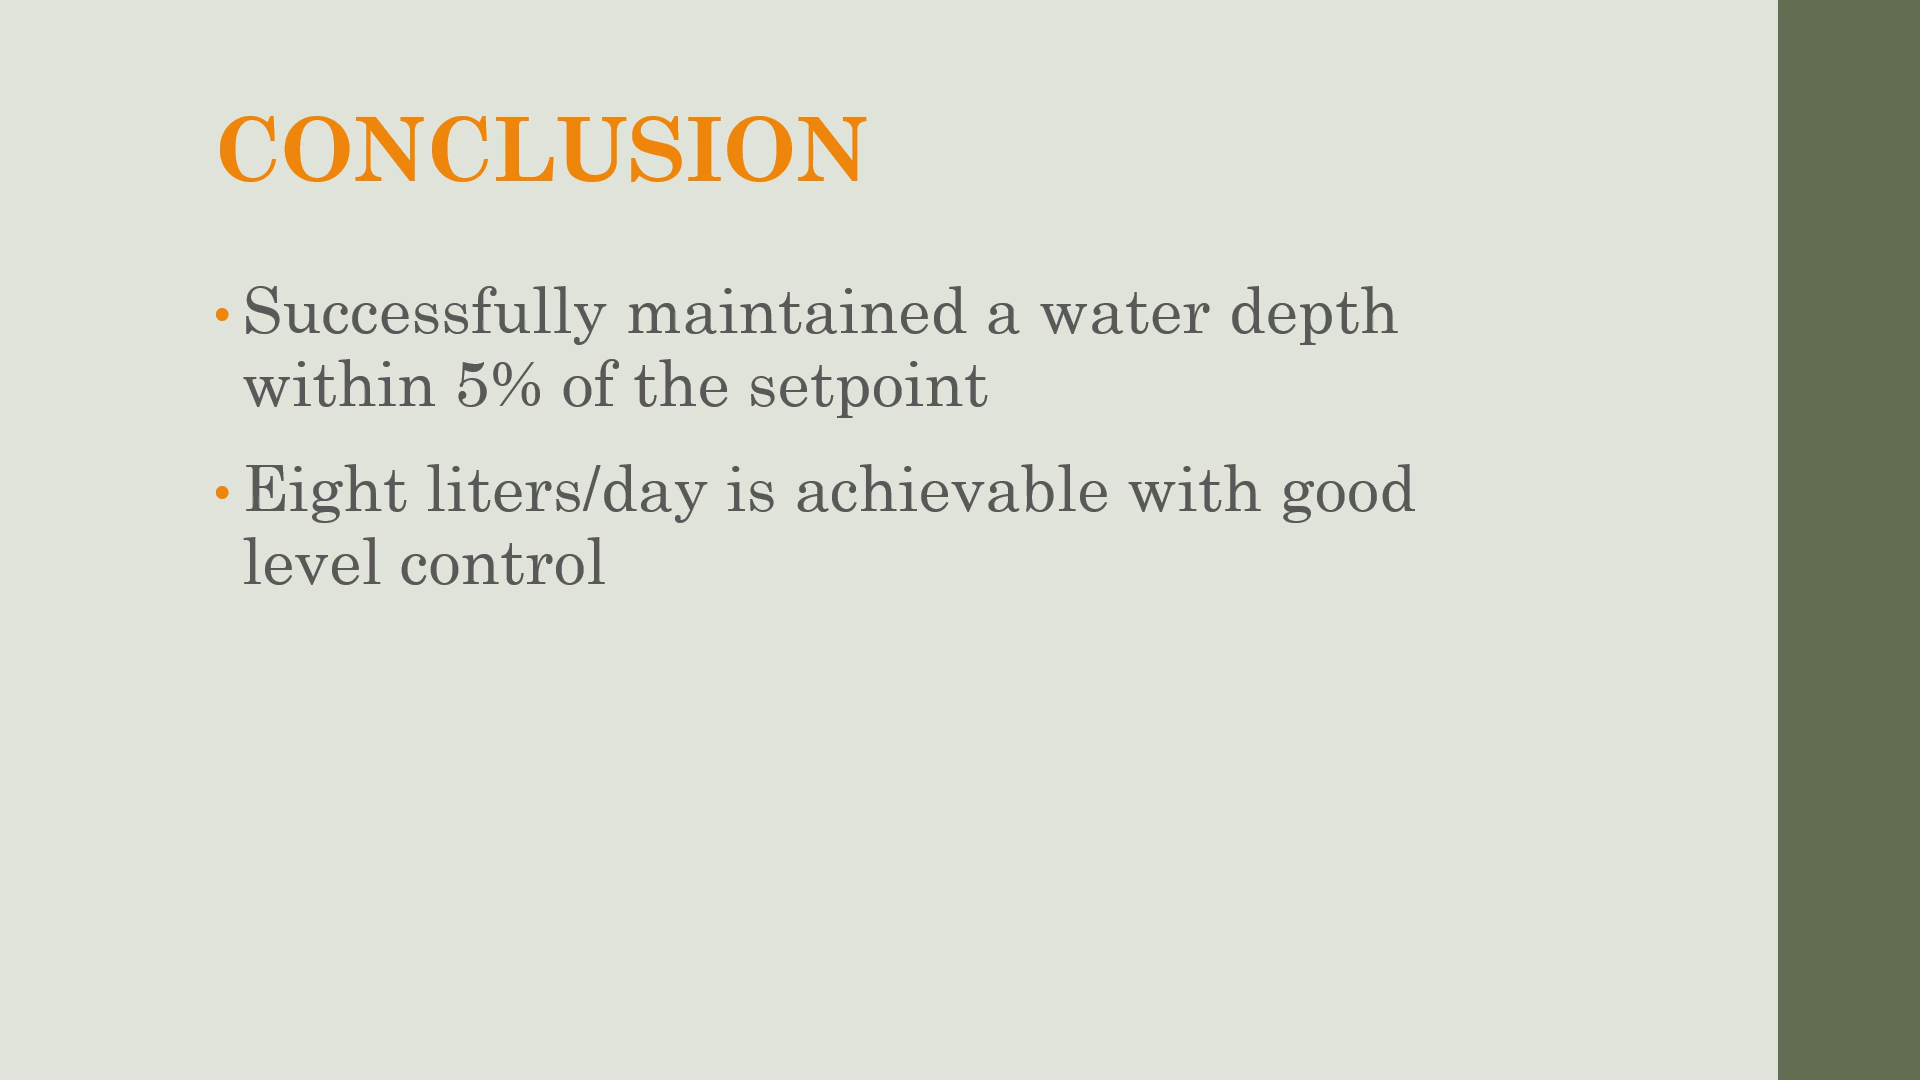 CONCLUSION
• Successfully maintained a water depth
within 5% of the setpoint
• Eight liters/day is achievable with good
level control